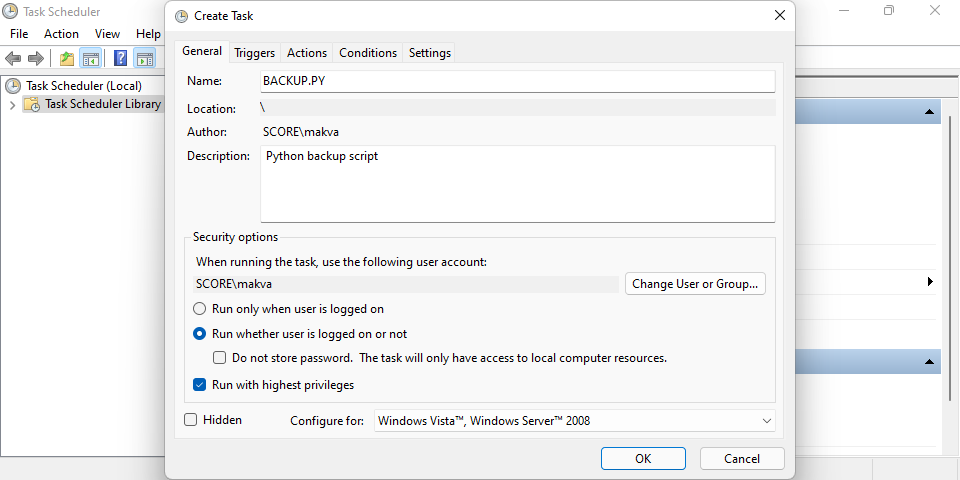 Task Scheduler
File Action View Help
Task Scheduler (Local)
Task Scheduler Library
Create Task
General Triggers Actions Conditions Settings
Name: BACKUP.PY
Location: \
Author: SCORE\makva
Description: Python backup script
Security options
When running the task, use the following user account:
SCORE\makva Change User or Group...
Run only when user is logged on
Run whether user is logged on or not
Do not store password. The task will only have access to local computer resources.
Run with highest privileges
Hidden Configure for: Windows Vista™, Windows Server™ 2008
OK Cancel